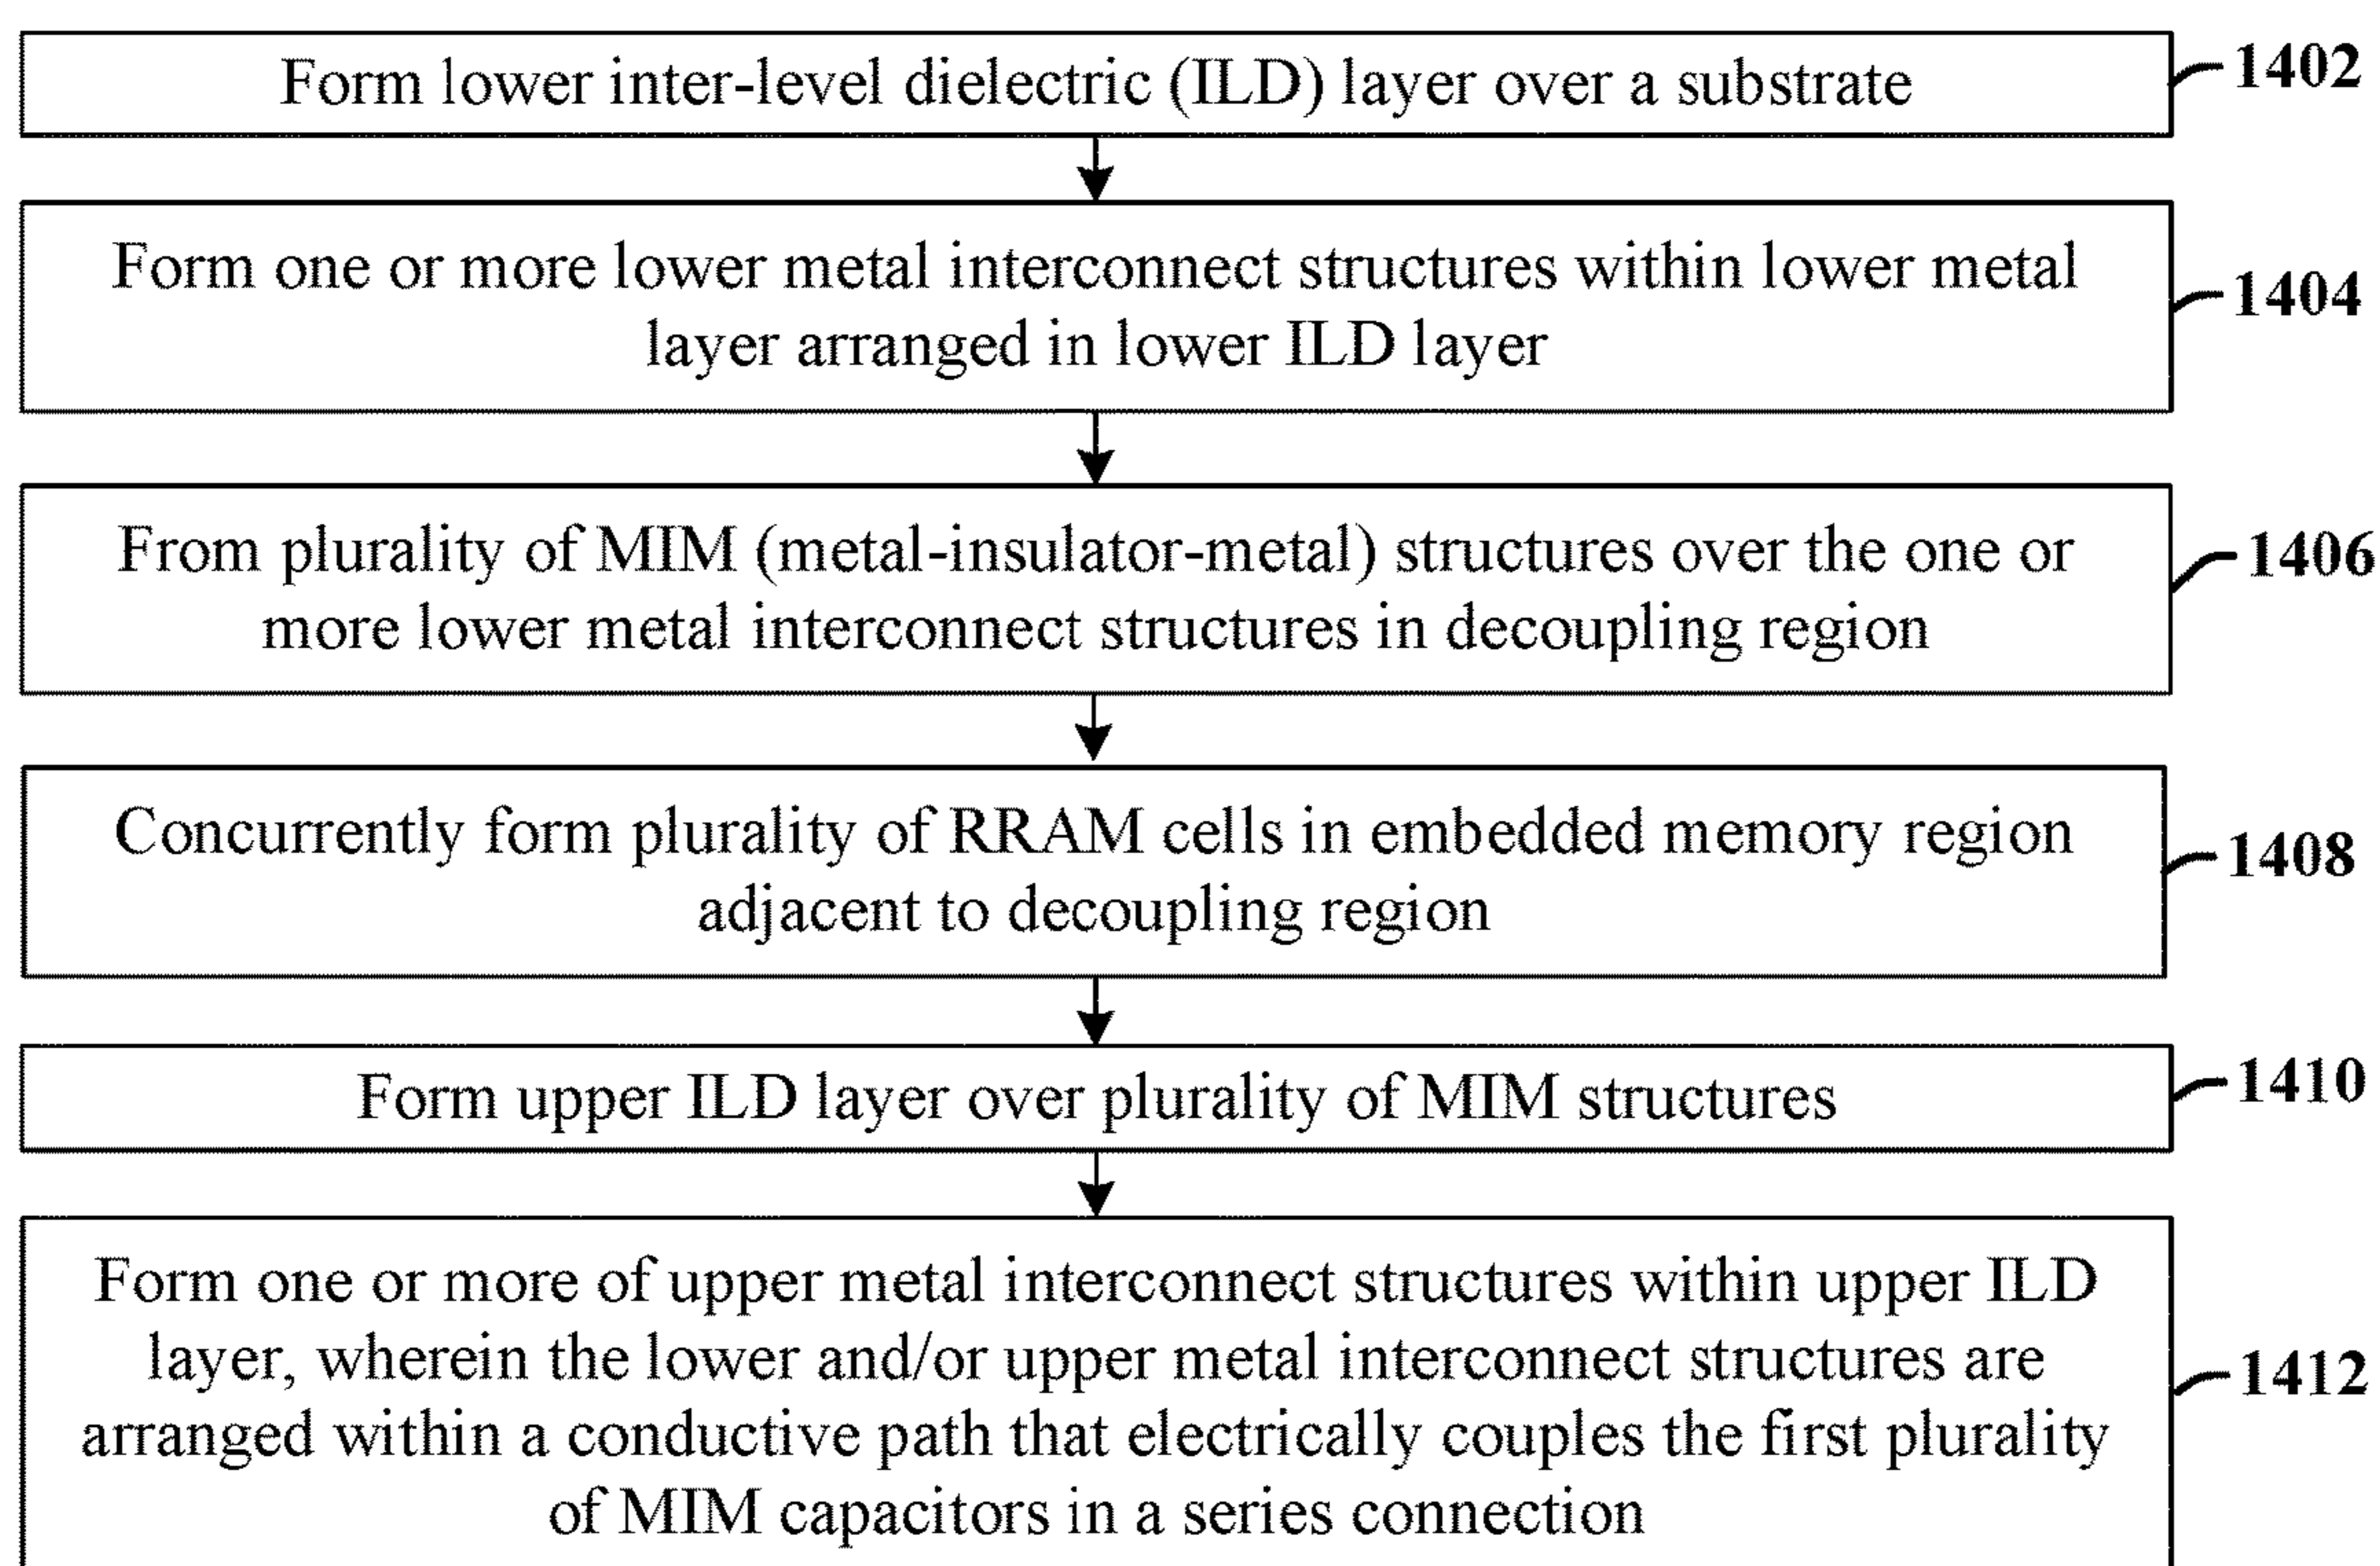 Form lower inter-level dielectric (ILD) layer over a substrate
1402
Form one or more lower metal interconnect structures within lower metal
layer arranged in lower ILD layer
1404
From plurality of MIM (metal-insulator-metal) structures over the one or
more lower metal interconnect structures in decoupling region
1406
Concurrently form plurality of RRAM cells in embedded memory region
adjacent to decoupling region
1408
Form upper ILD layer over plurality of MIM structures
1410
Form one or more of upper metal interconnect structures within upper ILD
layer, wherein the lower and/or upper metal interconnect structures are
arranged within a conductive path that electrically couples the first plurality
of MIM capacitors in a series connection
1412